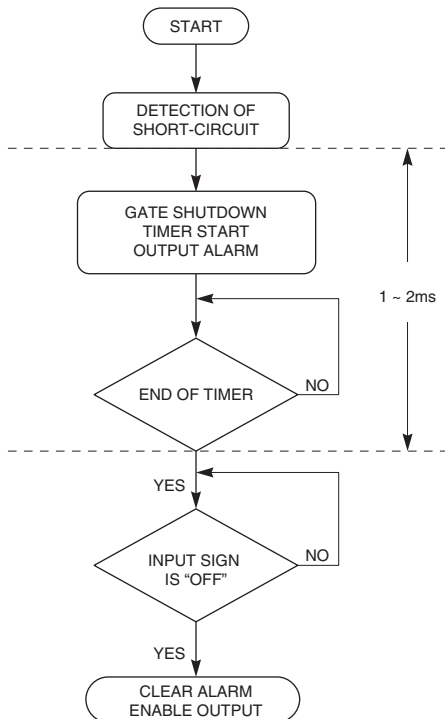 START
DETECTION OF
SHORT-CIRCUIT
GATE SHUTDOWN
TIMER START
OUTPUT ALARM
1 ~ 2ms
END OF TIMER
NO
YES
INPUT SIGN
IS “OFF”
NO
YES
CLEAR ALARM
ENABLE OUTPUT